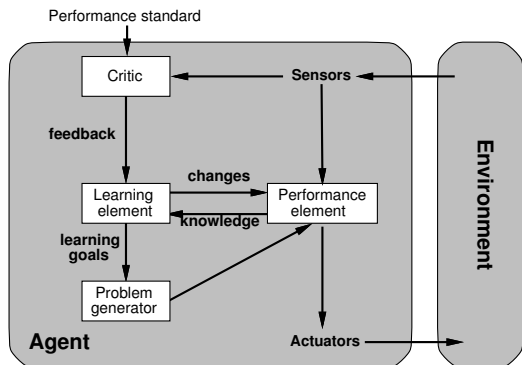 Performance standard
Critic
Sensors
feedback
changes
Learning
element
Performance
element
knowledge
learning
goals
Problem
generator
Agent
Actuators
Environment